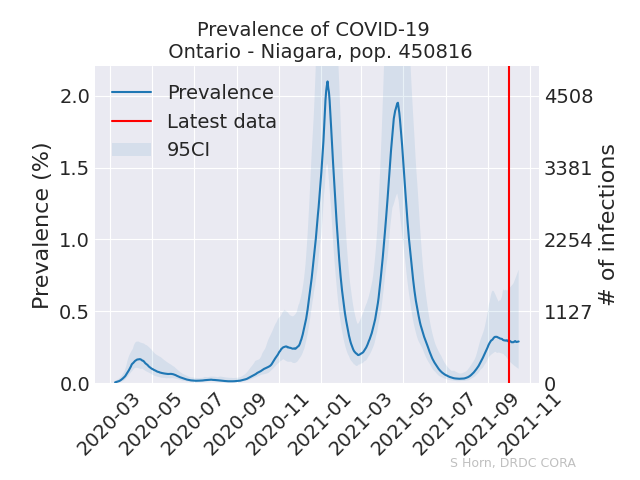 Prevalence of COVID-19
Ontario - Niagara, pop. 450816
Prevalence
Latest data
95CI
Prevalence (%)
2.0
1.5
1.0
0.5
0.0
4508
3381
2254
1127
0
# of infections
2020-03
2020-05
2020-07
2020-09
2020-11
2021-01
2021-03
2021-05
2021-07
2021-09
2021-11
S Horn, DRDC CORA